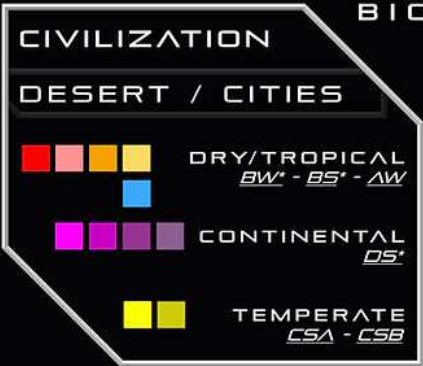 BIO
CIVILIZATION
DESERT / CITIES
DRY/TROPICAL
BW* - BS* - AW
CONTINENTAL
DS*
TEMPERATE
CSA - CSB